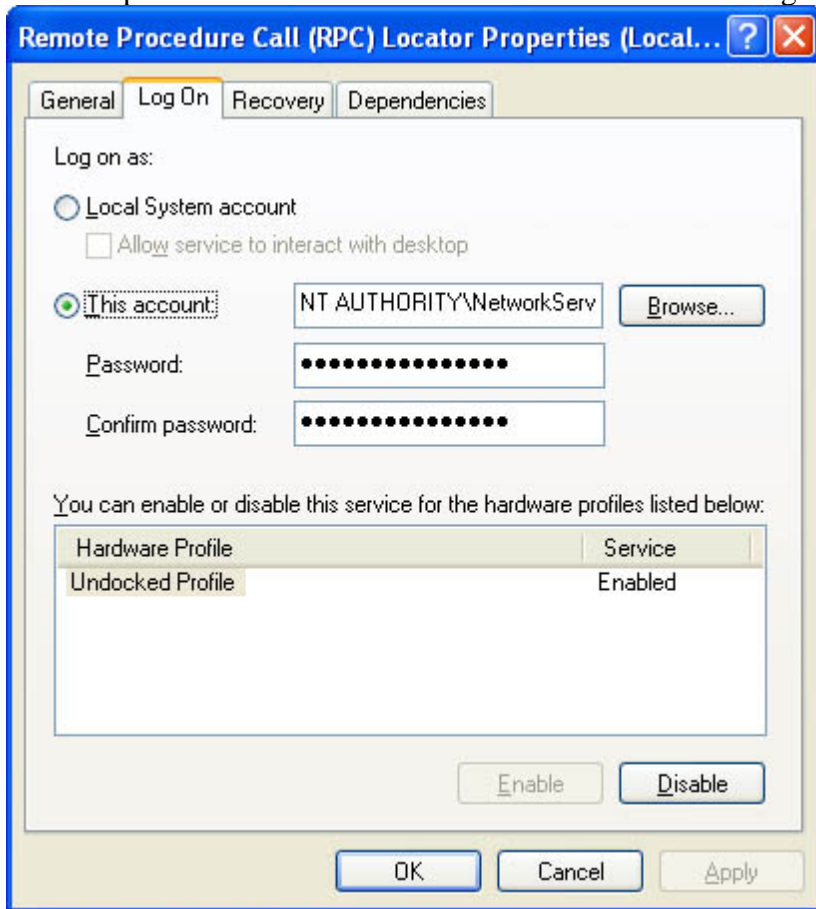 Remote Procedure Call (RPC) Locator Properties (Local...
General Log On Recovery Dependencies
Log on as:
Local System account
Allow service to interact with desktop
This account: NT AUTHORITY\NetworkServ Browse...
Password: ●●●●●●●●●●●●●●●
Confirm password: ●●●●●●●●●●●●●●●
You can enable or disable this service for the hardware profiles listed below:
Hardware Profile Service
Undocked Profile Enabled
Enable Disable
OK Cancel Apply